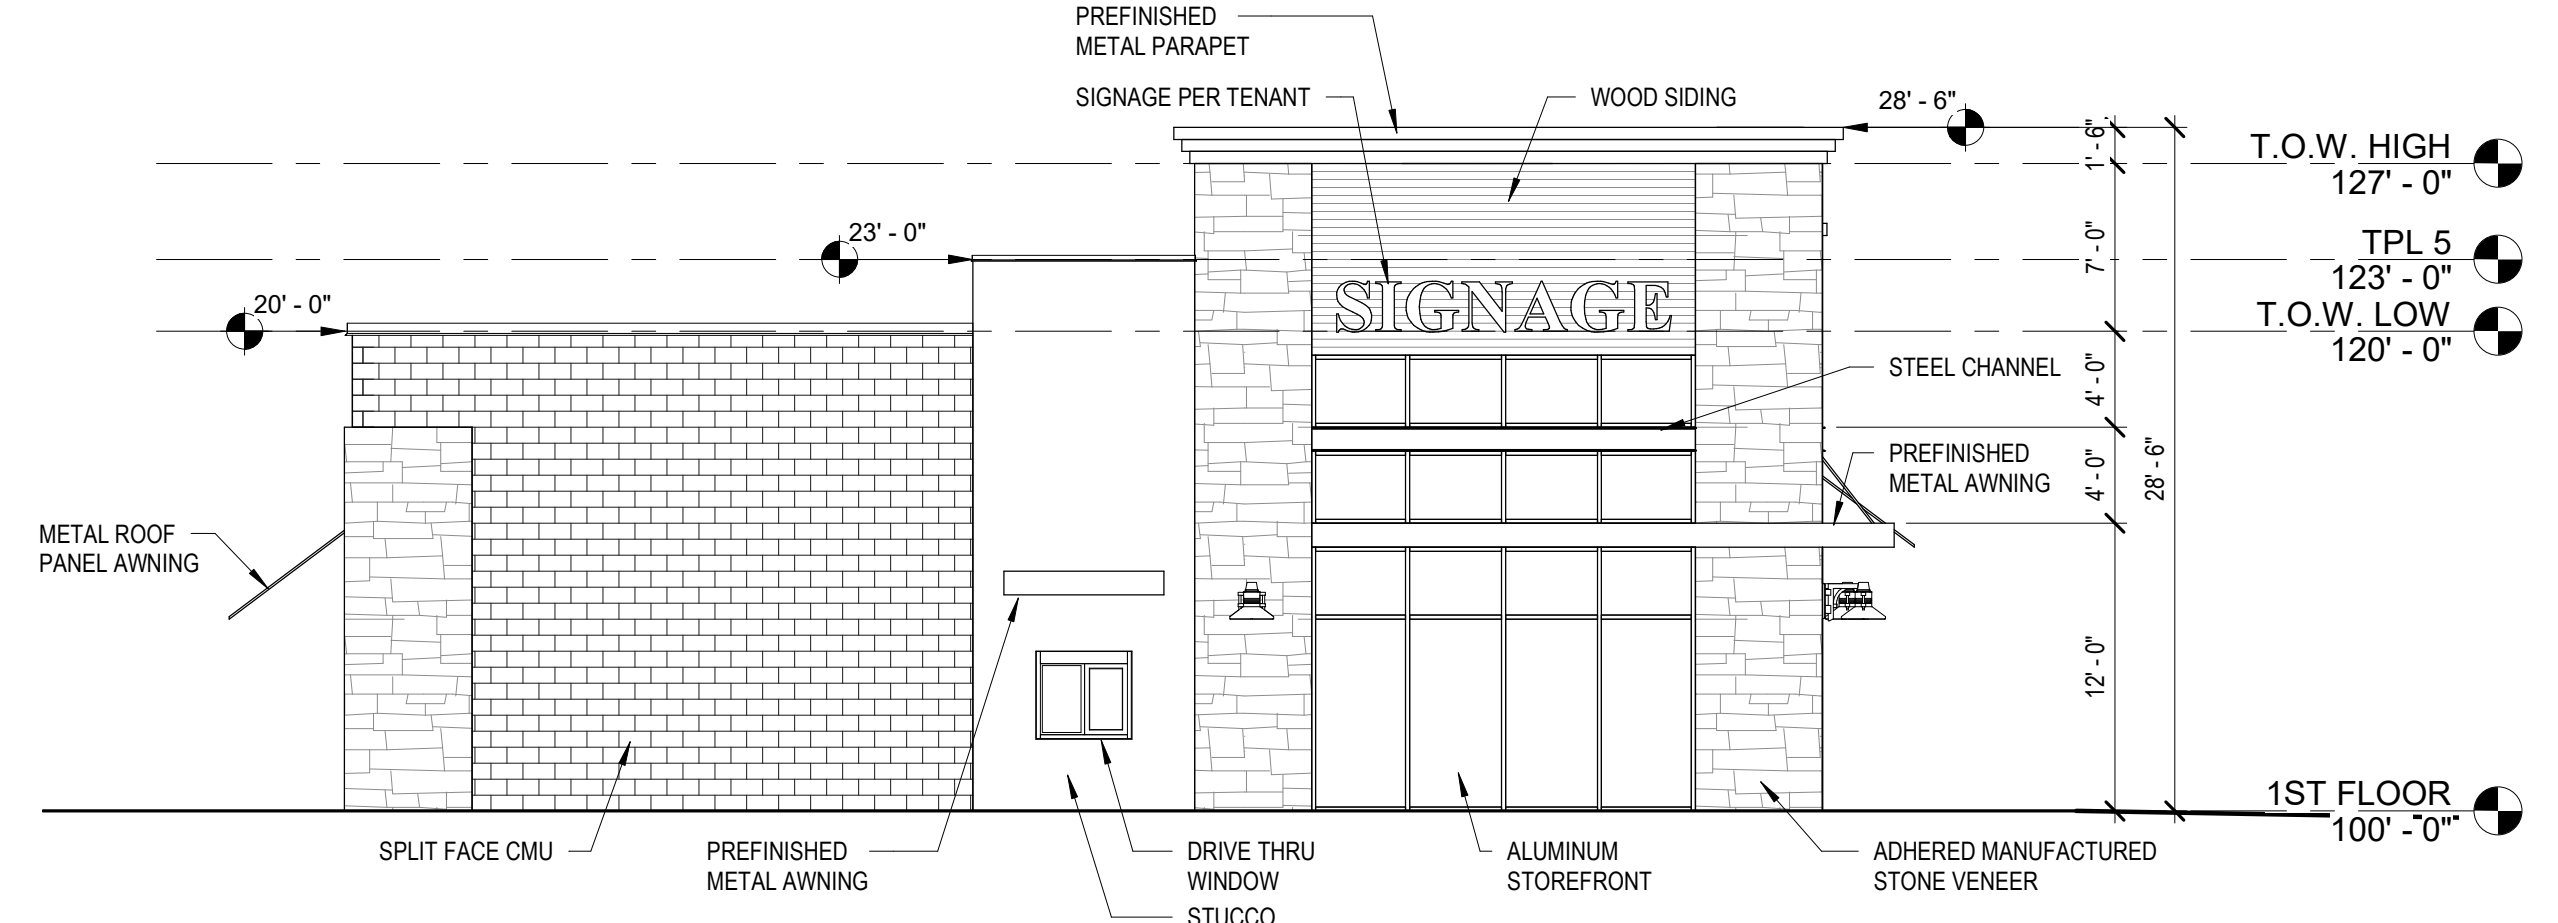 PREFINISHED
METAL PARAPET
SIGNAGE PER TENANT
WOOD SIDING
28' - 6"
1' - 6"
T.O.W. HIGH
127' - 0"
23' - 0"
7' - 0"
TPL 5
123' - 0"
20' - 0"
SIGNAGE
T.O.W. LOW
120' - 0"
STEEL CHANNEL
4' - 0"
PREFINISHED
METAL AWNING
4' - 0"
28' - 6"
METAL ROOF
PANEL AWNING
12' - 0"
1ST FLOOR
100' - 0"
SPLIT FACE CMU
PREFINISHED
METAL AWNING
DRIVE THRU
WINDOW
ALUMINUM
STOREFRONT
ADHERED MANUFACTURED
STONE VENEER
STUCCO